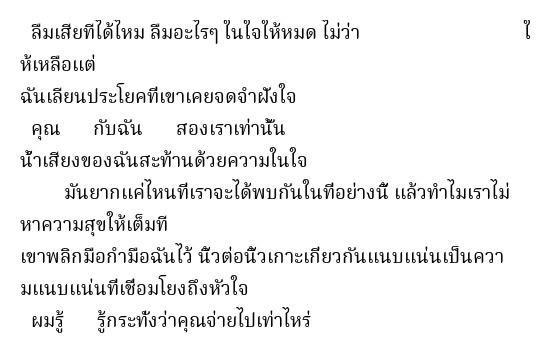 ลืมเสียทีได้ไหม ลืมอะไรๆ ในใจให้หมด ไม่ว่า ใ
ห้เหลือแต่
ฉันเลียนประโยคที่เขาเคยจดจำฝังใจ
คุณ กับฉัน สองเราเท่านั้น
น้ำเสียงของฉันสะท้านด้วยความในใจ
มันยากแค่ไหนที่เราจะได้พบกันในที่อย่างนี้ แล้วทำไมเราไม่
หาความสุขให้เต็มที่
เขาพลิกมือกำมือฉันไว้ นิ้วต่อนิ้วเกาะเกี่ยวกันแนบแน่นเป็นควา
มแนบแน่นที่เชื่อมโยงถึงหัวใจ
ผมรู้ รู้กระทั่งว่าคุณจ่ายไปเท่าไหร่